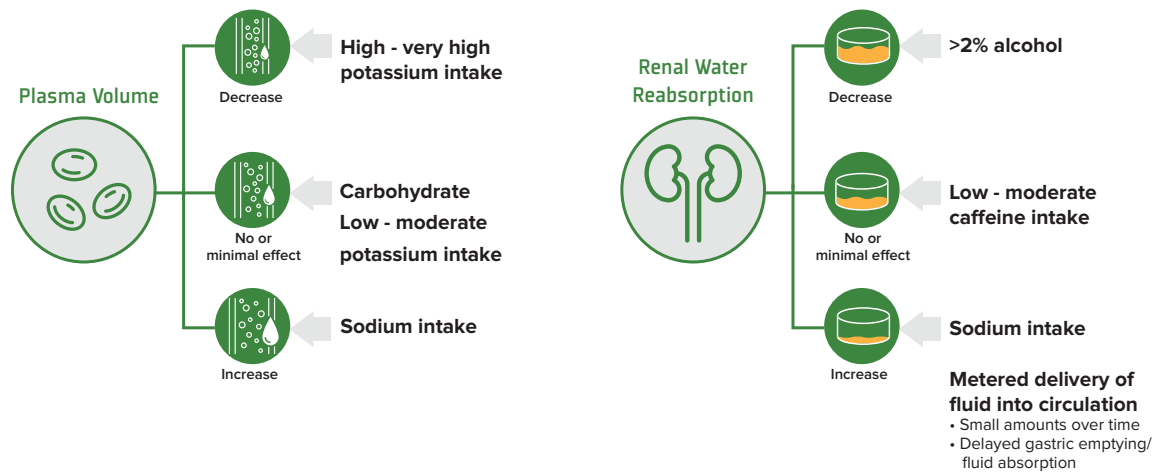 Plasma Volume
Decrease
High - very high
potassium intake
No or
minimal effect
Carbohydrate
Low - moderate
potassium intake
Increase
Sodium intake
Renal Water
Reabsorption
Decrease
>2% alcohol
No or
minimal effect
Low - moderate
caffeine intake
Increase
Sodium intake
Metered delivery of
fluid into circulation
• Small amounts over time
• Delayed gastric emptying/
fluid absorption